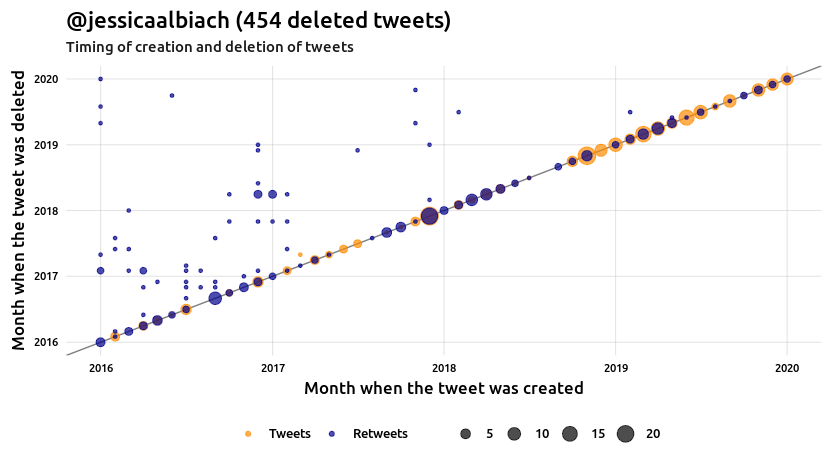 @jessicaalbiach (454 deleted tweets)
Timing of creation and deletion of tweets
Month when the tweet was deleted
2020
2019
2018
2017
2016
2016 2017 2018 2019 2020
Month when the tweet was created
Tweets Retweets 5 10 15 20